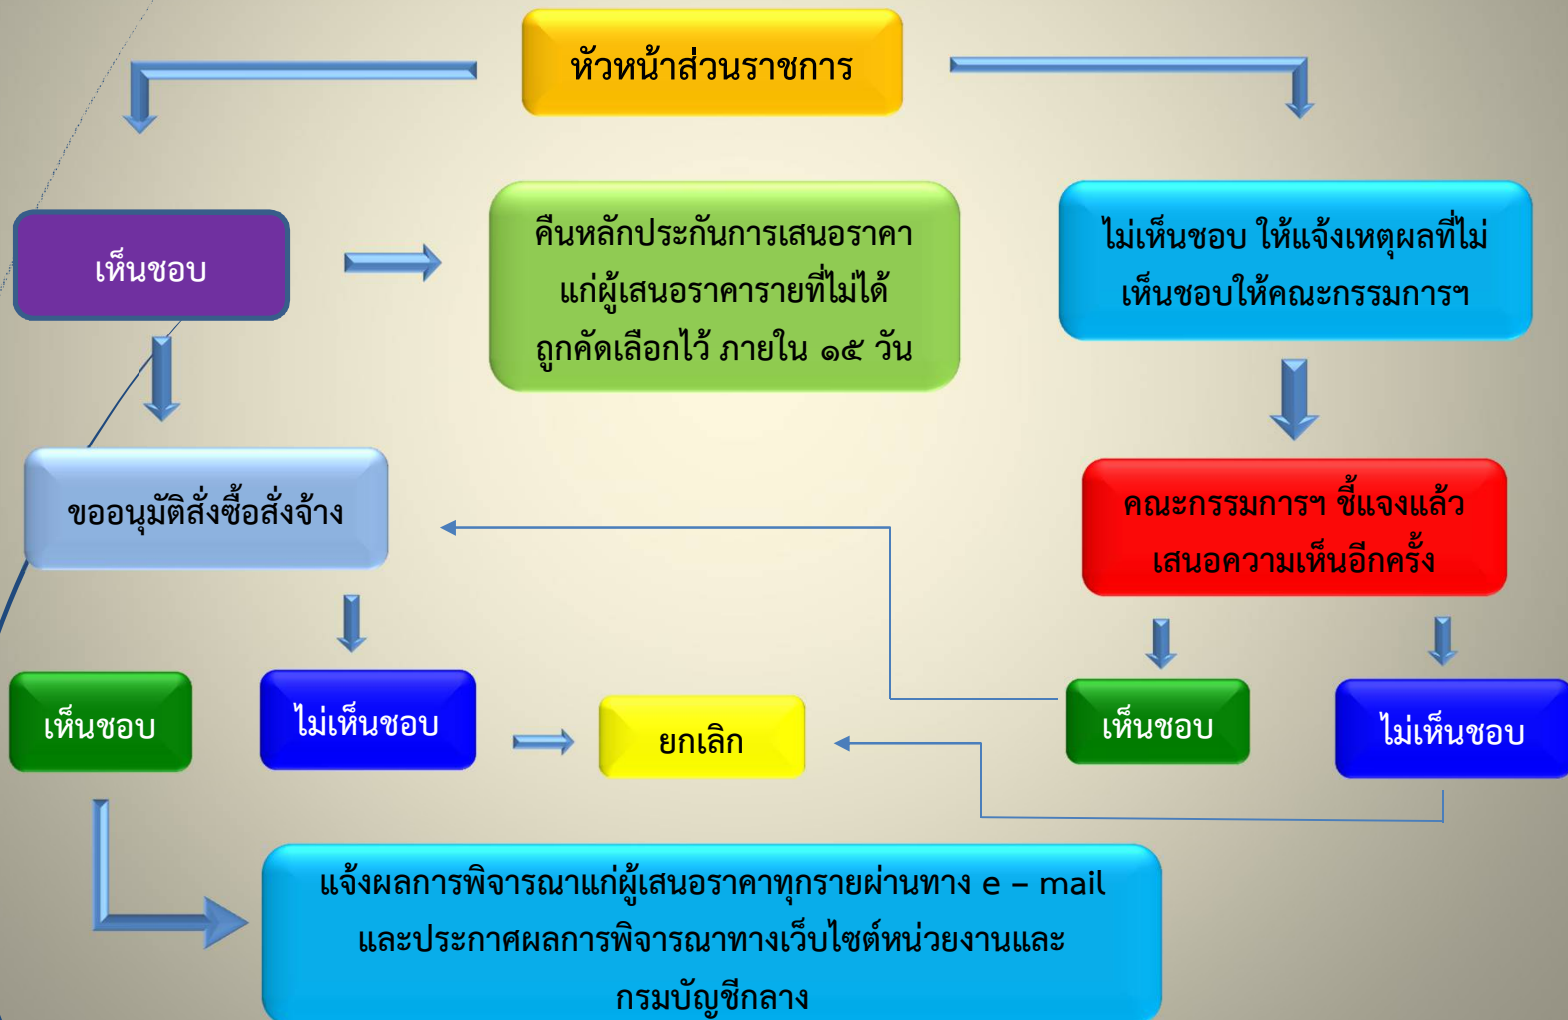 หัวหน้าส่วนราชการ
เห็นชอบ
คืนหลักประกันการเสนอราคา
แก่ผู้เสนอราคารายที่ไม่ได้
ถูกคัดเลือกไว้ ภายใน ๑๕ วัน
ไม่เห็นชอบ ให้แจ้งเหตุผลที่ไม่
เห็นชอบให้คณะกรรมการฯ
ขออนุมัติสั่งซื้อสั่งจ้าง
คณะกรรมการฯ ชี้แจงแล้ว
เสนอความเห็นอีกครั้ง
เห็นชอบ
ไม่เห็นชอบ
ยกเลิก
เห็นชอบ
ไม่เห็นชอบ
แจ้งผลการพิจารณาแก่ผู้เสนอราคาทุกรายผ่านทาง e – mail
และประกาศผลการพิจารณาทางเว็บไซต์หน่วยงานและ
กรมบัญชีกลาง